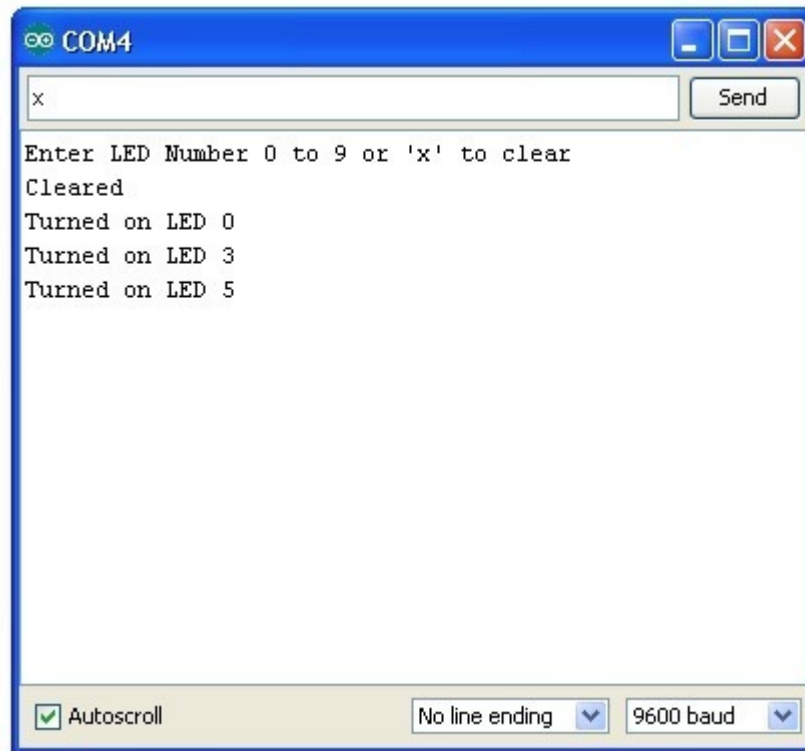 COM4
x
Send
Enter LED Number 0 to 9 or 'x' to clear
Cleared
Turned on LED 0
Turned on LED 3
Turned on LED 5
Autoscroll
No line ending
9600 baud